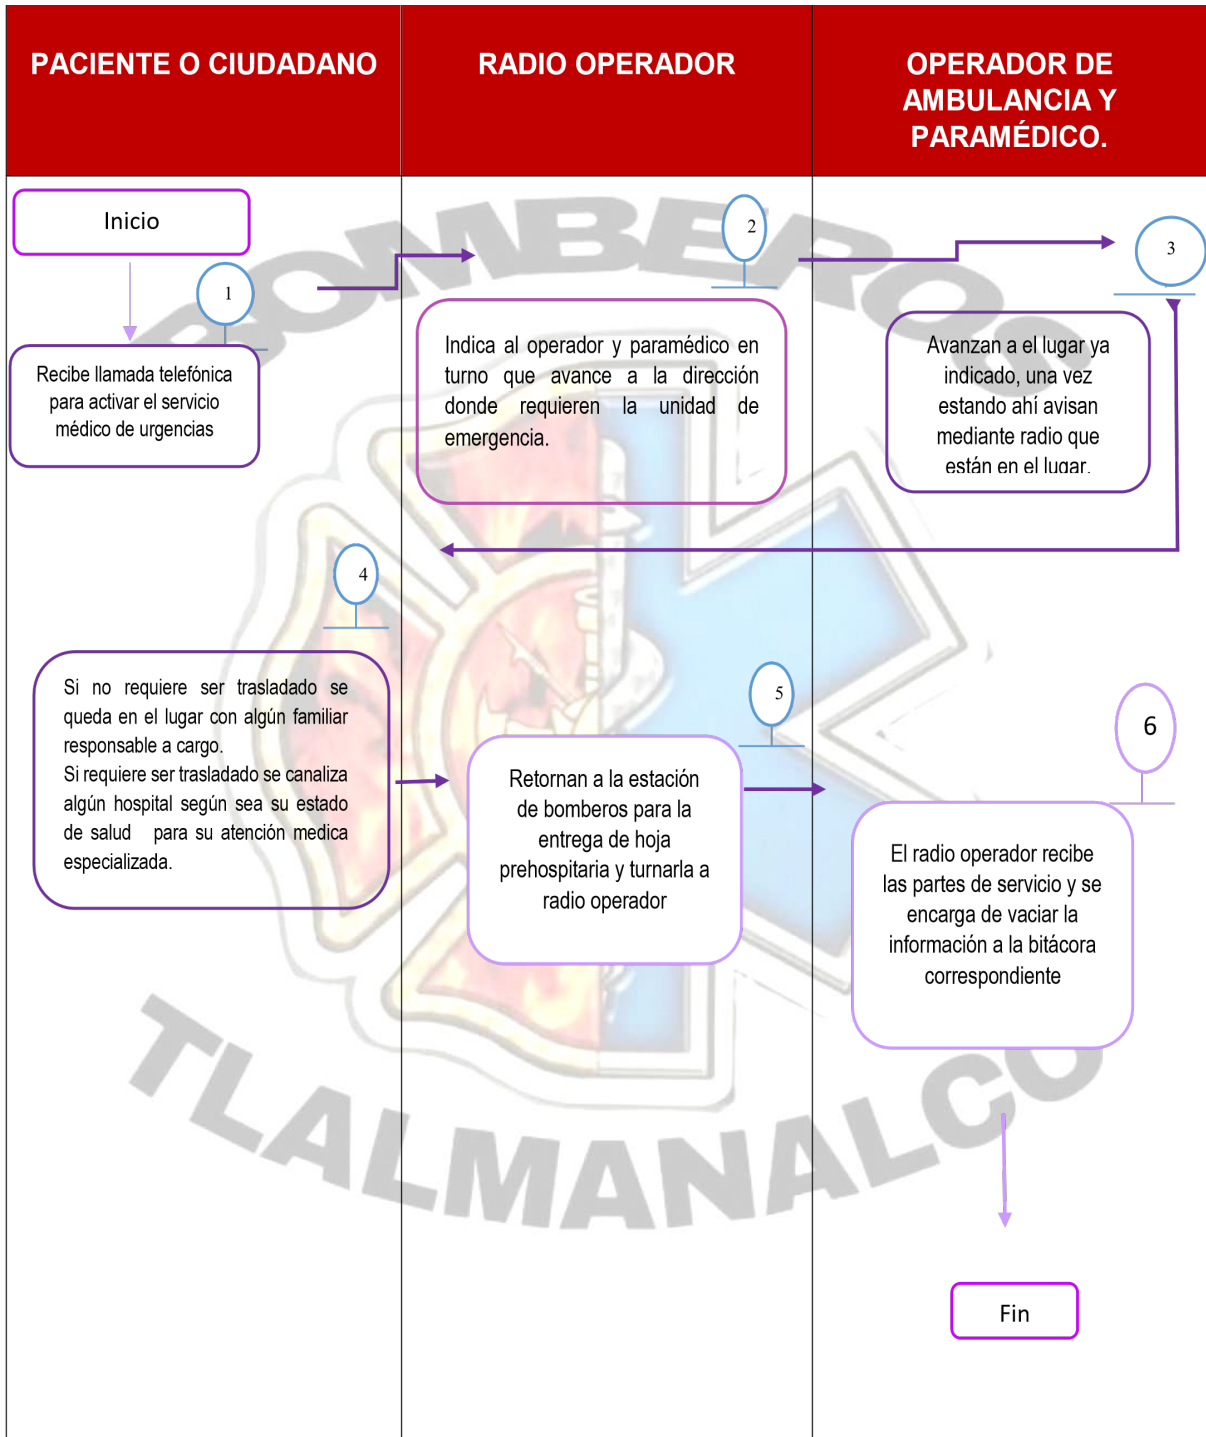 PACIENTE O CIUDADANO
RADIO OPERADOR
OPERADOR DE
AMBULANCIA Y
PARAMÉDICO.
BOMBEROS
Inicio
1
Recibe llamada telefónica
para activar el servicio
médico de urgencias
2
Indica al operador y paramédico en
turno que avance a la dirección
donde requieren la unidad de
emergencia.
3
Avanzan a el lugar ya
indicado, una vez
estando ahí avisan
mediante radio que
están en el lugar.
4
Si no requiere ser trasladado se
queda en el lugar con algún familiar
responsable a cargo.
Si requiere ser trasladado se canaliza
algún hospital según sea su estado
de salud para su atención medica
especializada.
5
Retornan a la estación
de bomberos para la
entrega de hoja
prehospitaria y turnarla a
radio operador
6
El radio operador recibe
las partes de servicio y se
encarga de vaciar la
información a la bitácora
correspondiente
TLALMANALCO
Fin